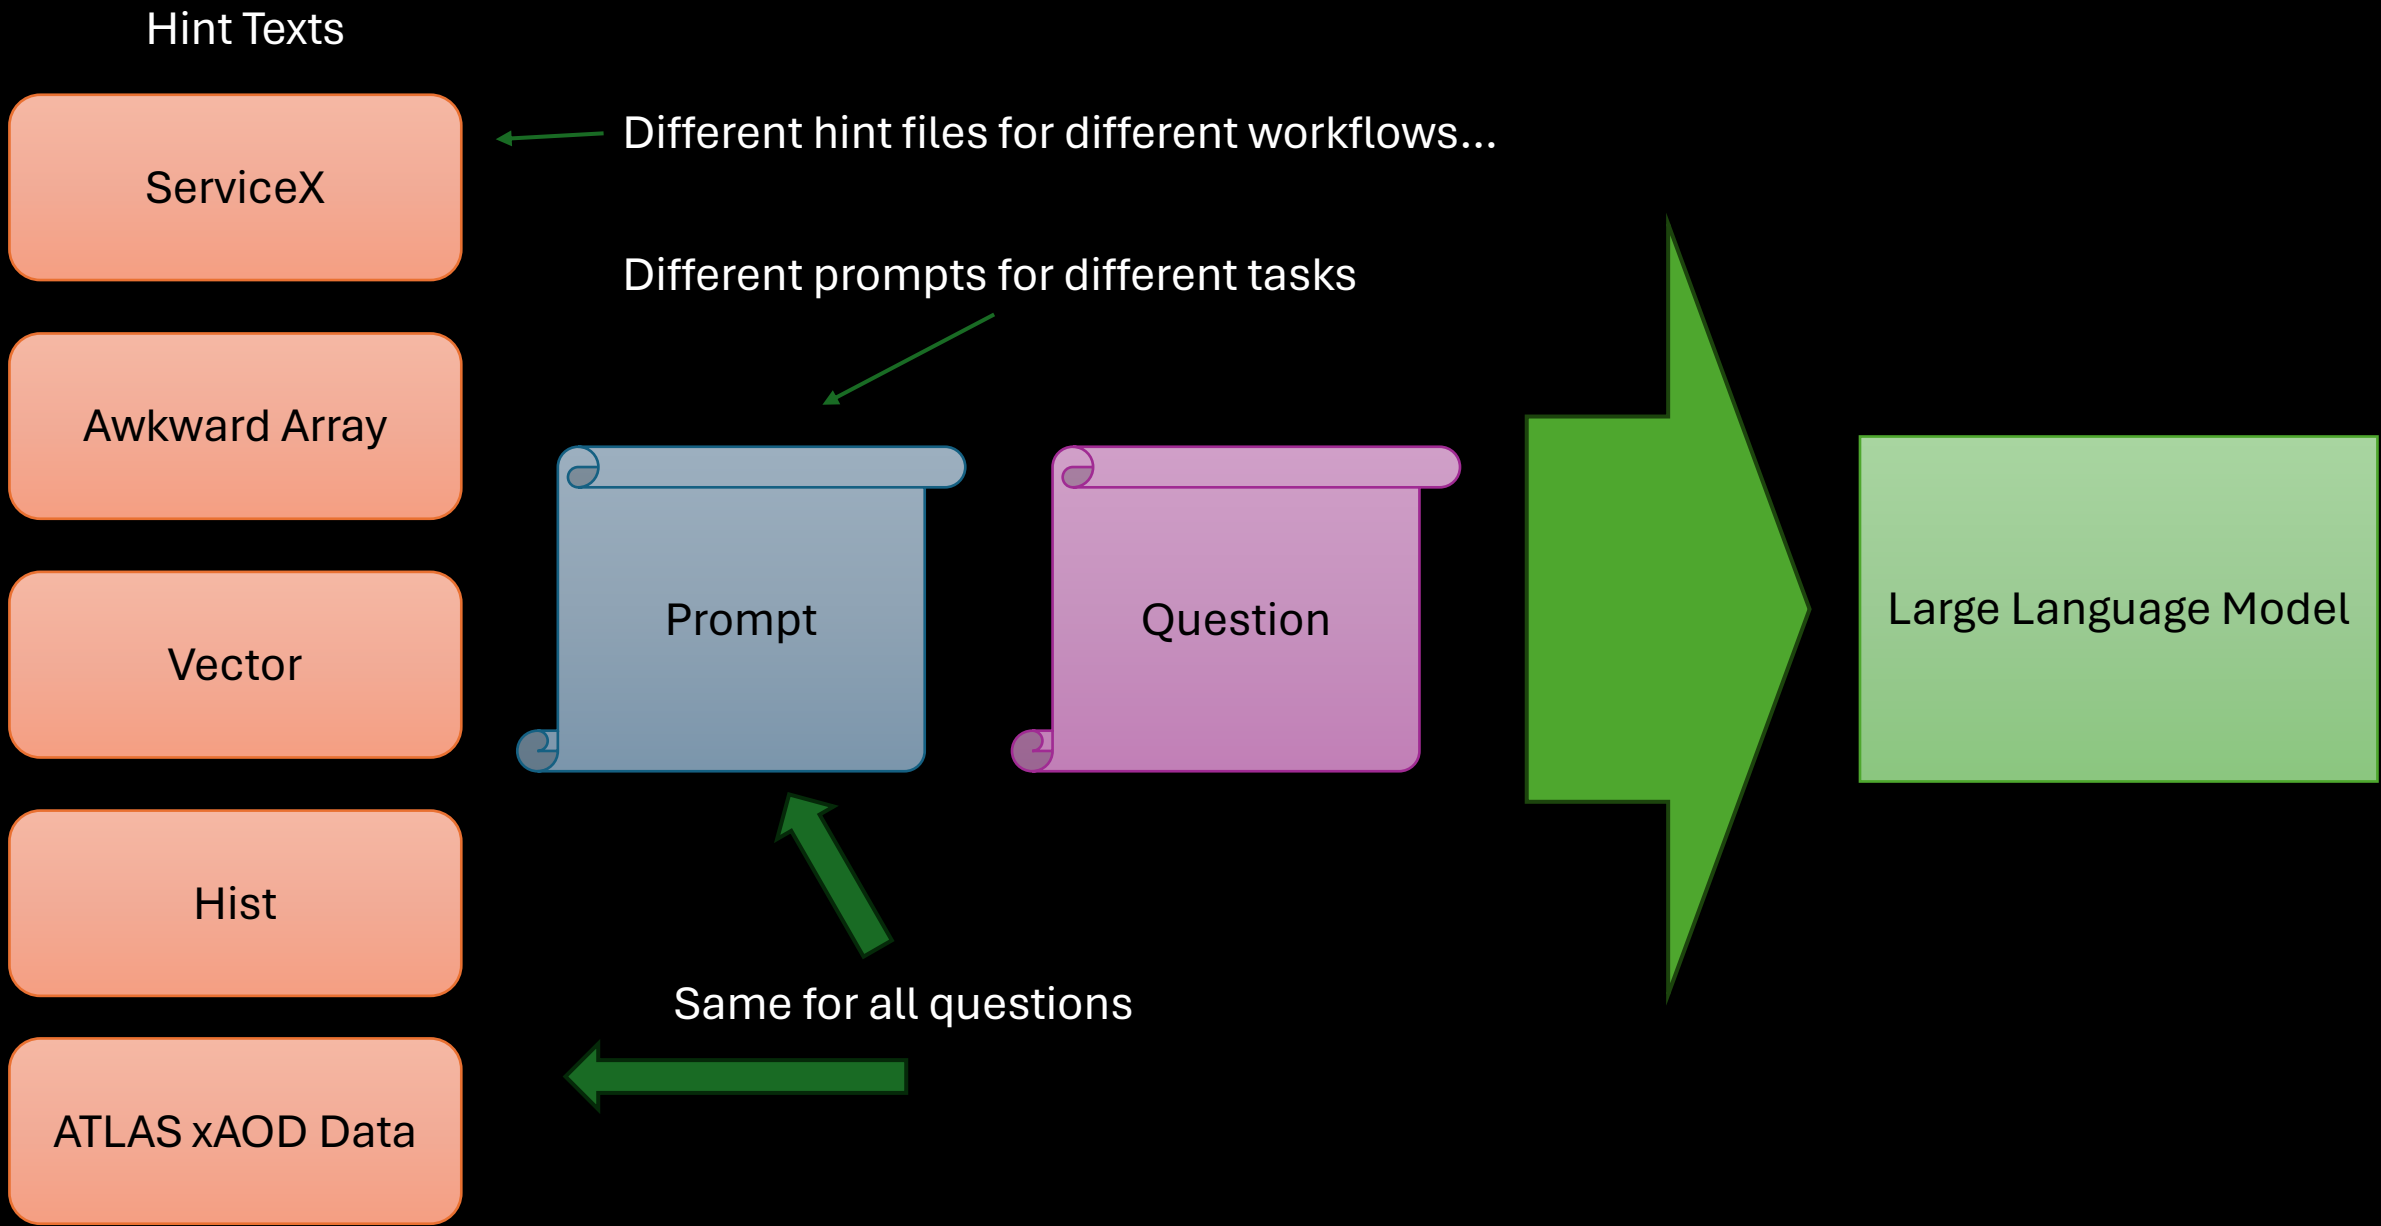 Hint Texts
ServiceX
Awkward Array
Vector
Hist
ATLAS xAOD Data
Different hint files for different workflows...
Different prompts for different tasks
Prompt
Question
Same for all questions
Large Language Model